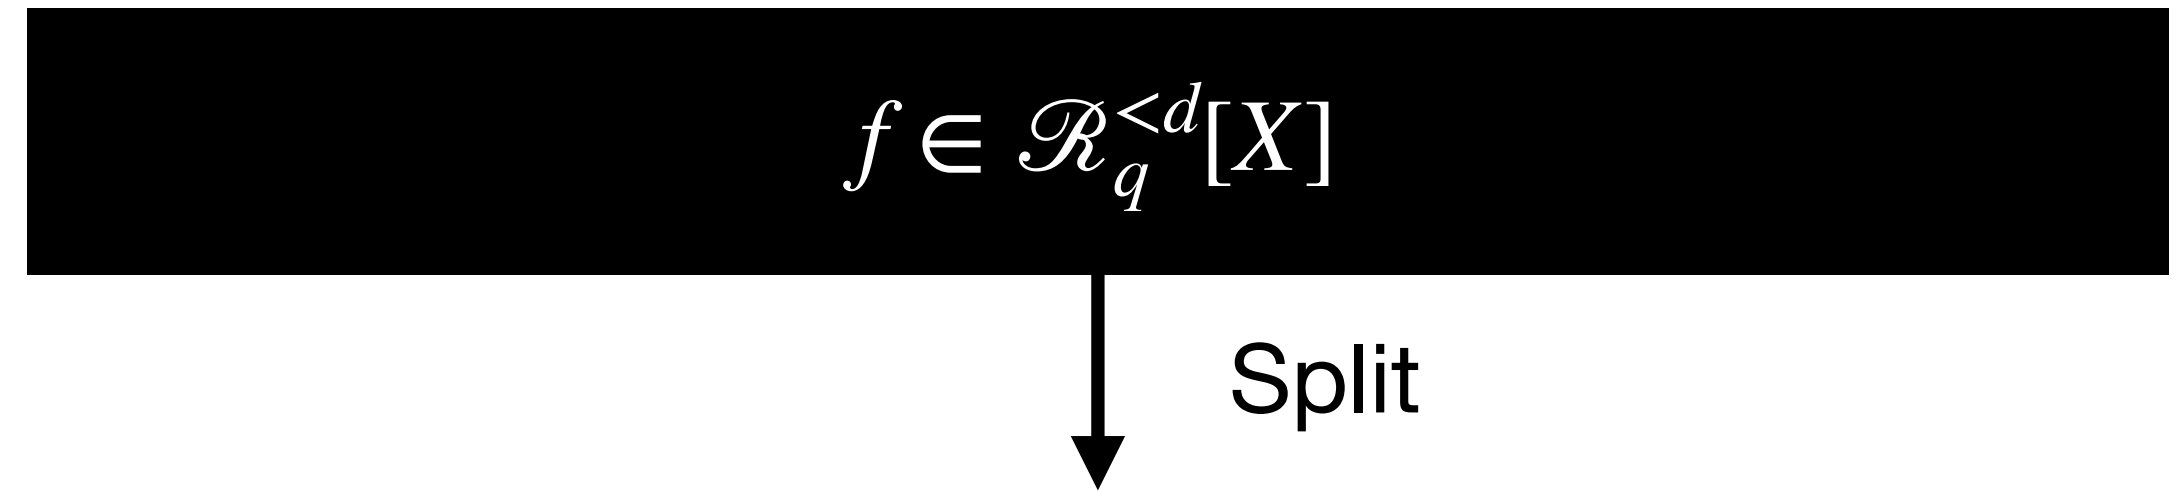 f ∈ ℛ_q^{<d}[X]
Split